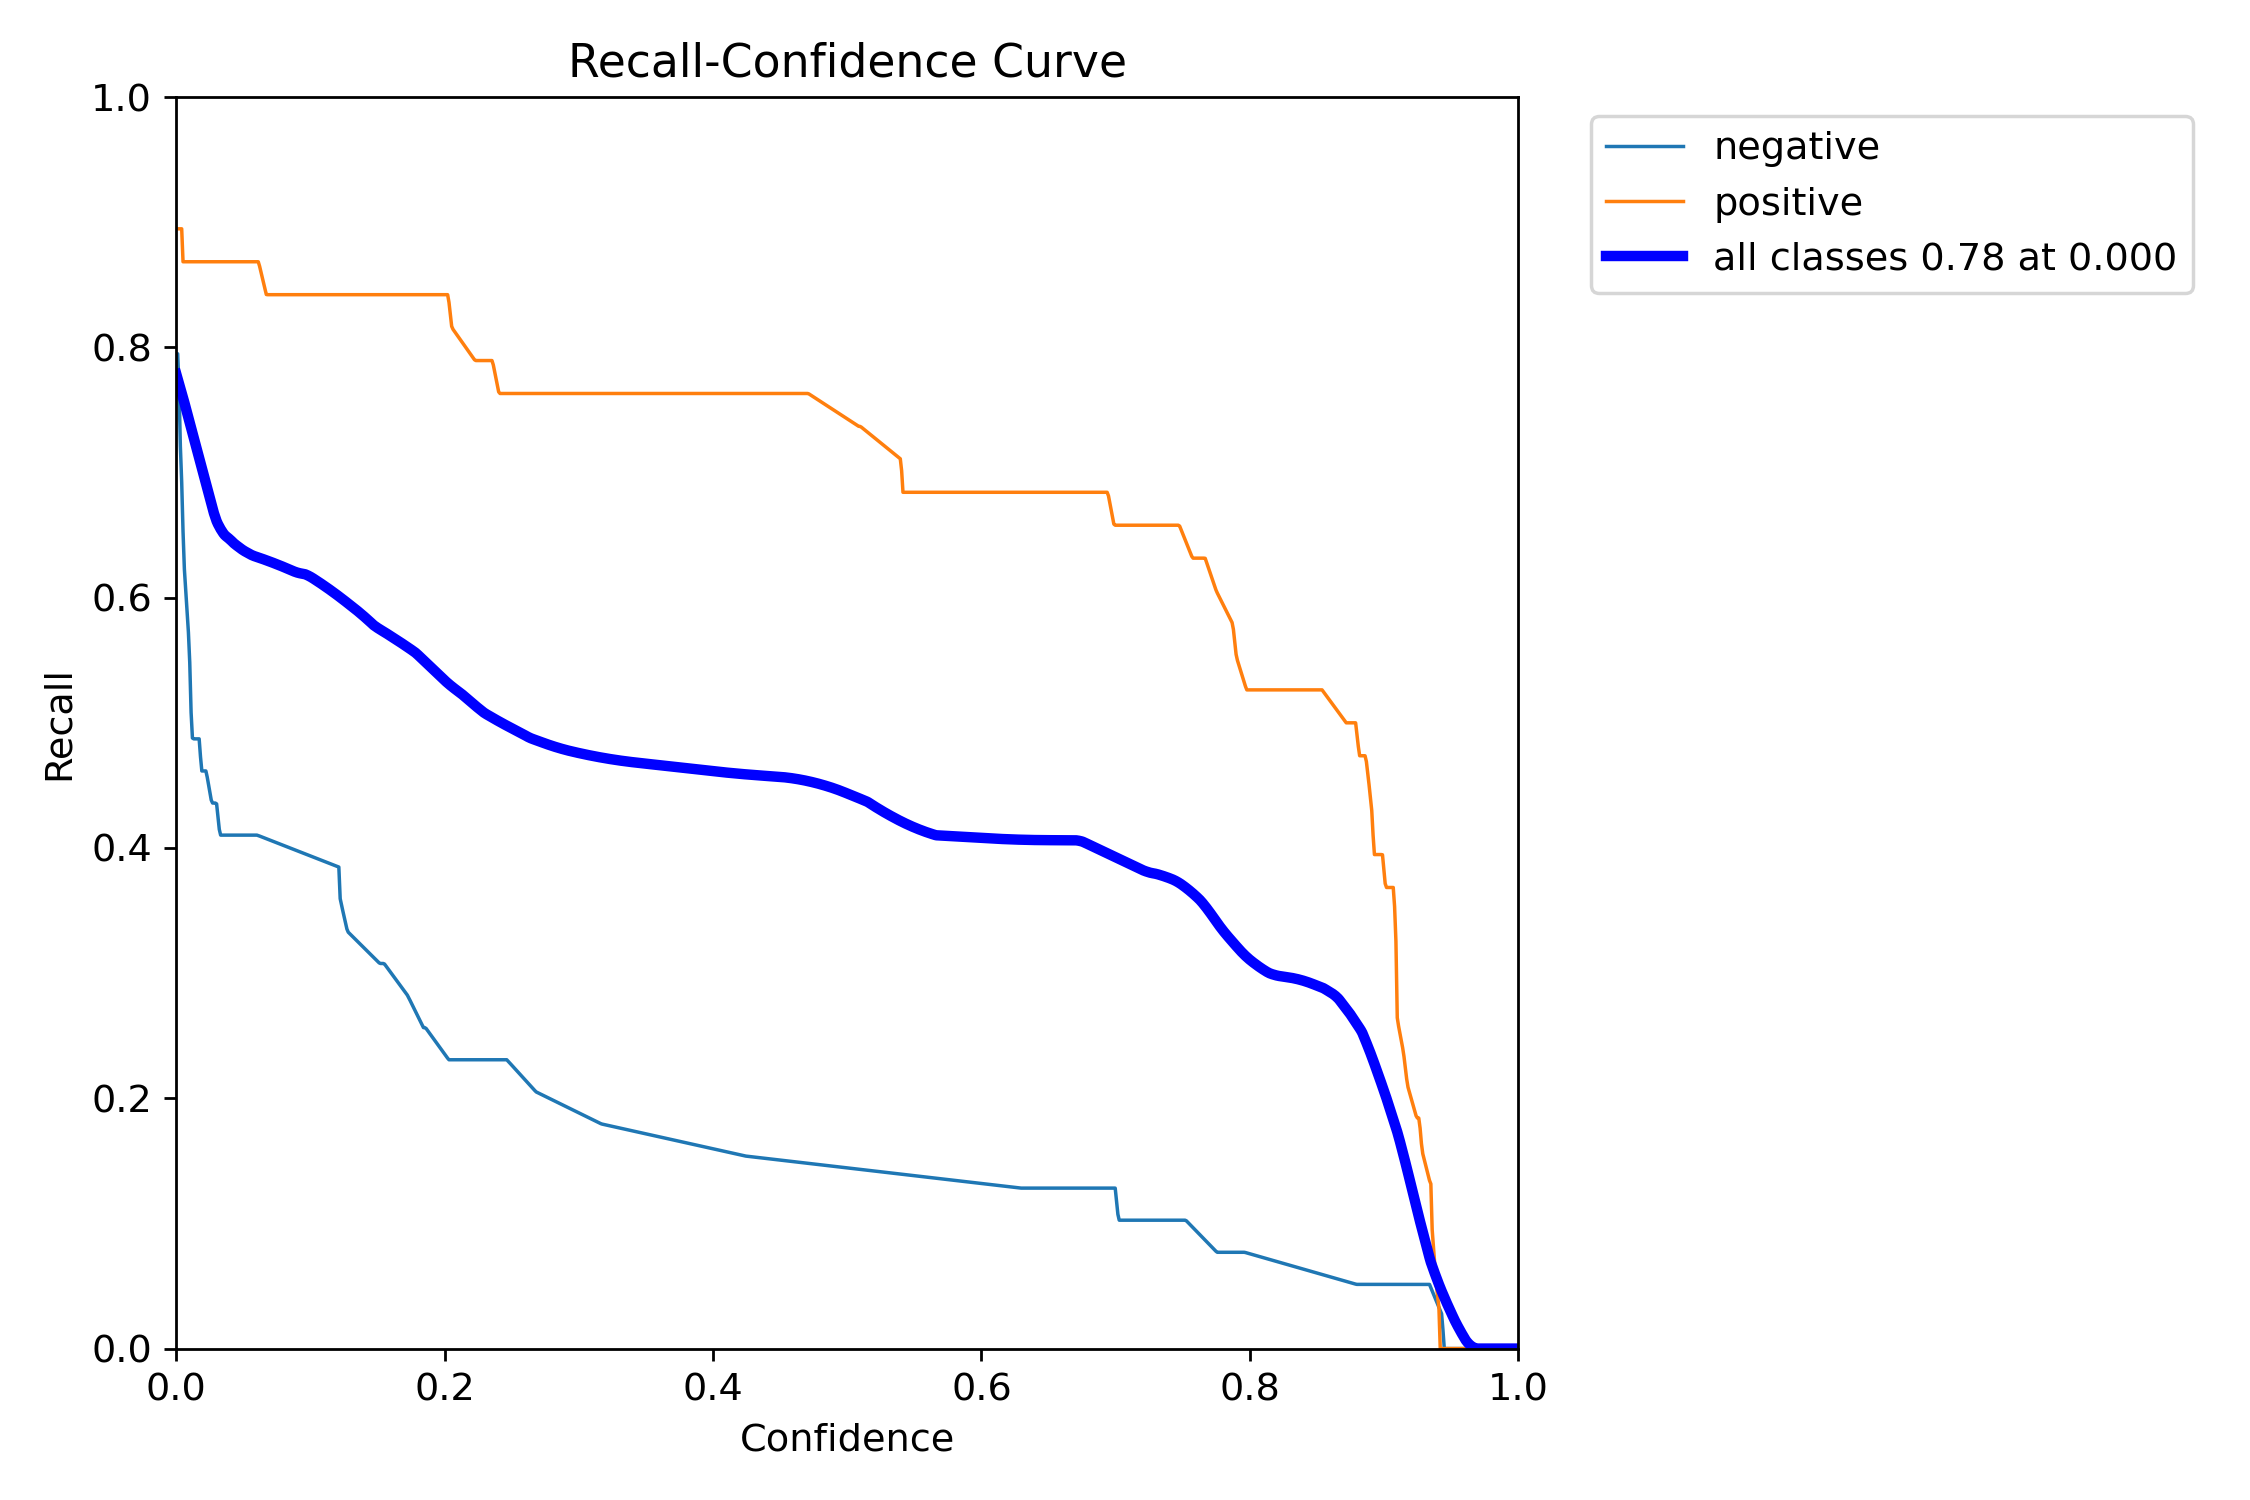 Recall-Confidence Curve
1.0
0.8
0.6
0.4
0.2
0.0
Recall
0.0 0.2 0.4 0.6 0.8 1.0
Confidence
negative
positive
all classes 0.78 at 0.000